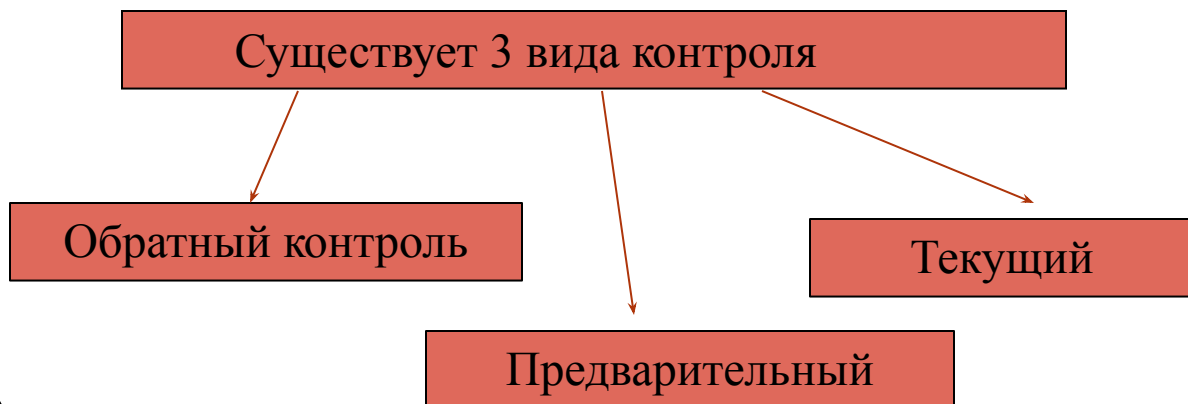 Существует 3 вида контроля
Обратный контроль
Текущий
Предварительный